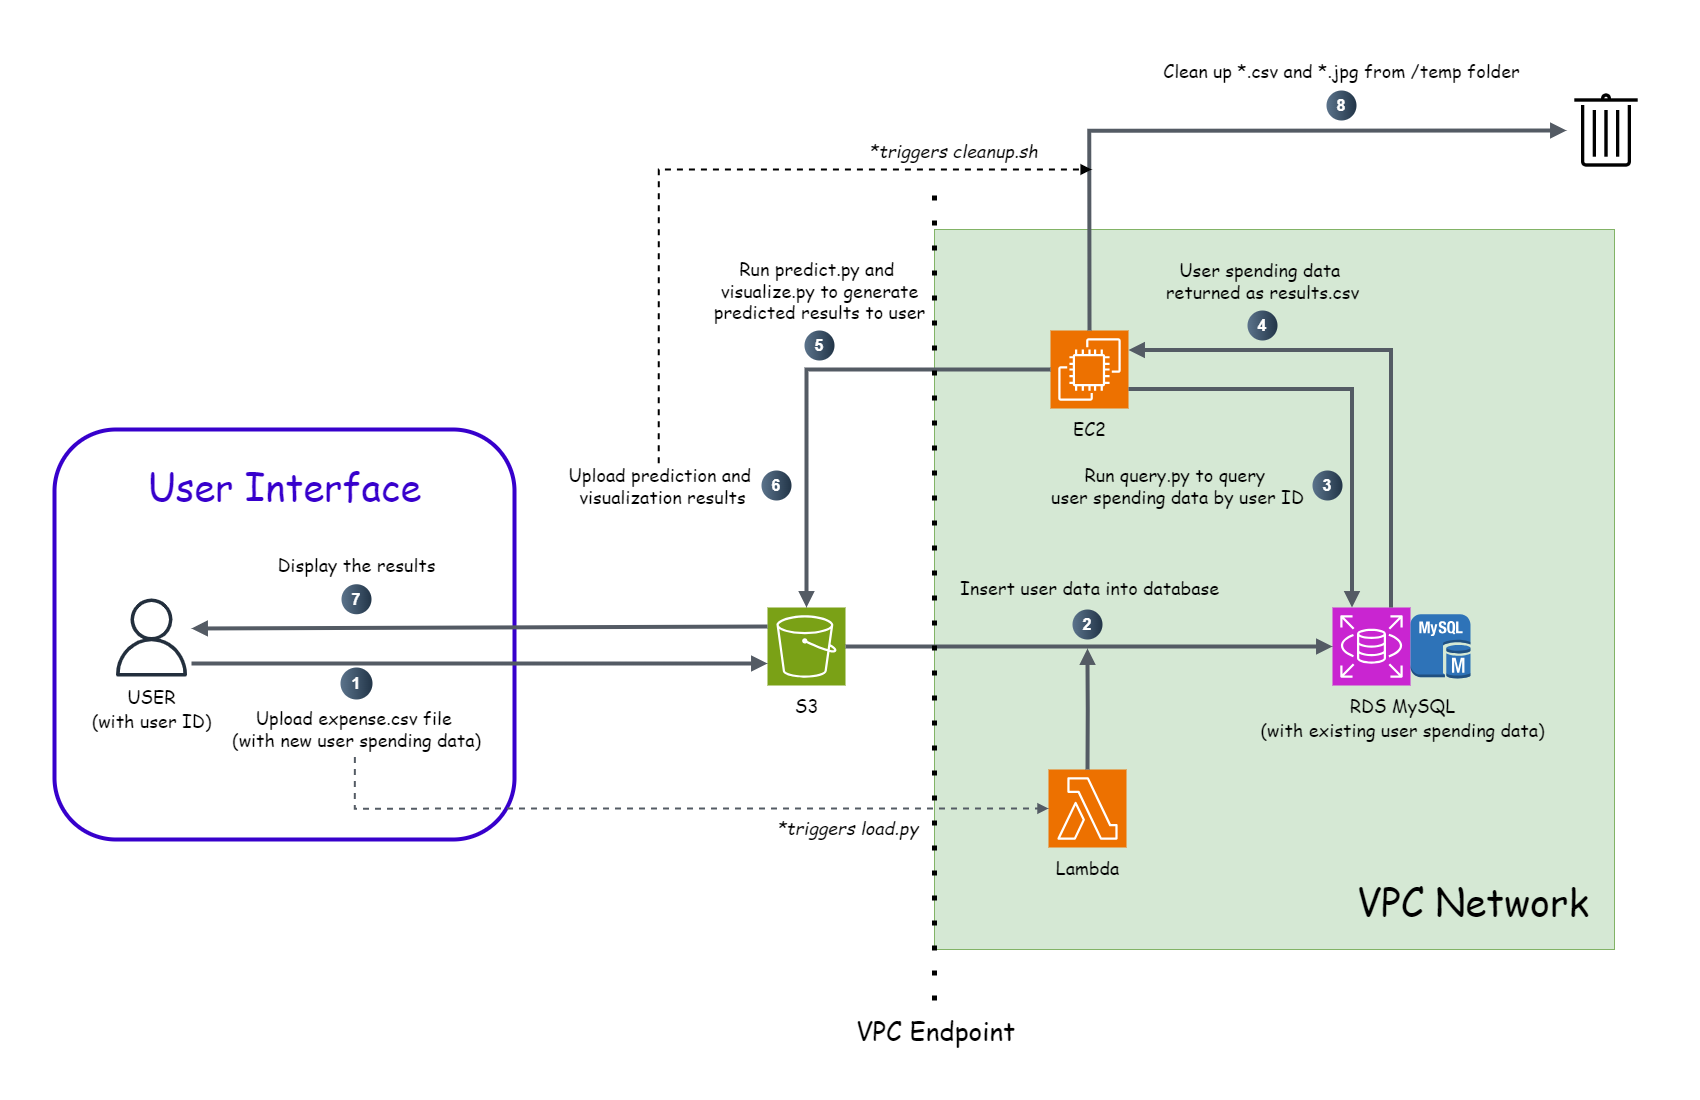 Clean up *.csv and *.jpg from /temp folder
8
*triggers cleanup.sh
Run predict.py and
visualize.py to generate
predicted results to user
5
User spending data
returned as results.csv
4
EC2
User Interface
Upload prediction and
visualization results
6
Run query.py to query
user spending data by user ID
3
Display the results
7
Insert user data into database
2
MySQL
M
1
USER
(with user ID)
Upload expense.csv file
(with new user spending data)
S3
RDS MySQL
(with existing user spending data)
*triggers load.py
Lambda
VPC Network
VPC Endpoint